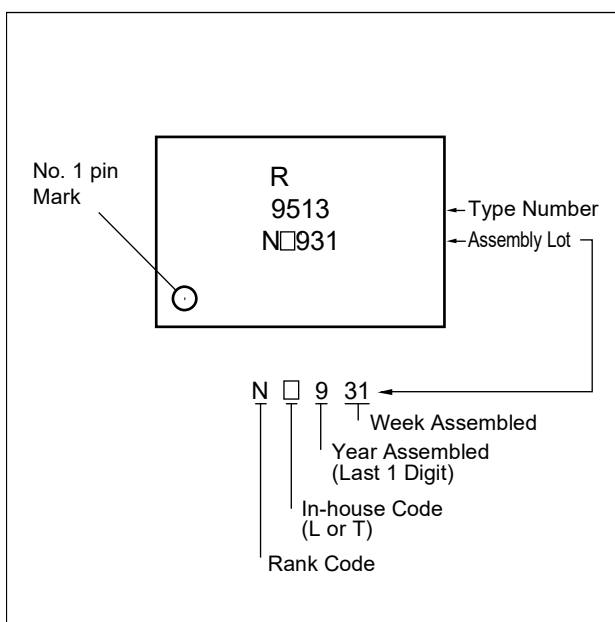 No. 1 pin
Mark
R
9513
N□931
Type Number
Assembly Lot
N □ 9 31
Week Assembled
Year Assembled
(Last 1 Digit)
In-house Code
(L or T)
Rank Code